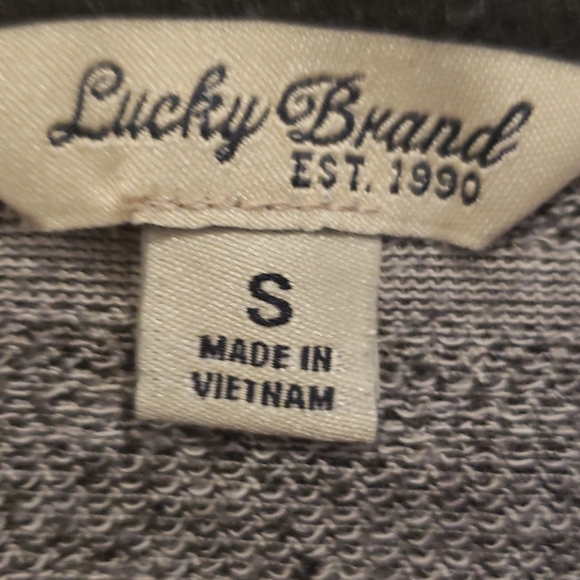 Lucky Brand
EST. 1990
S
MADE IN
VIETNAM